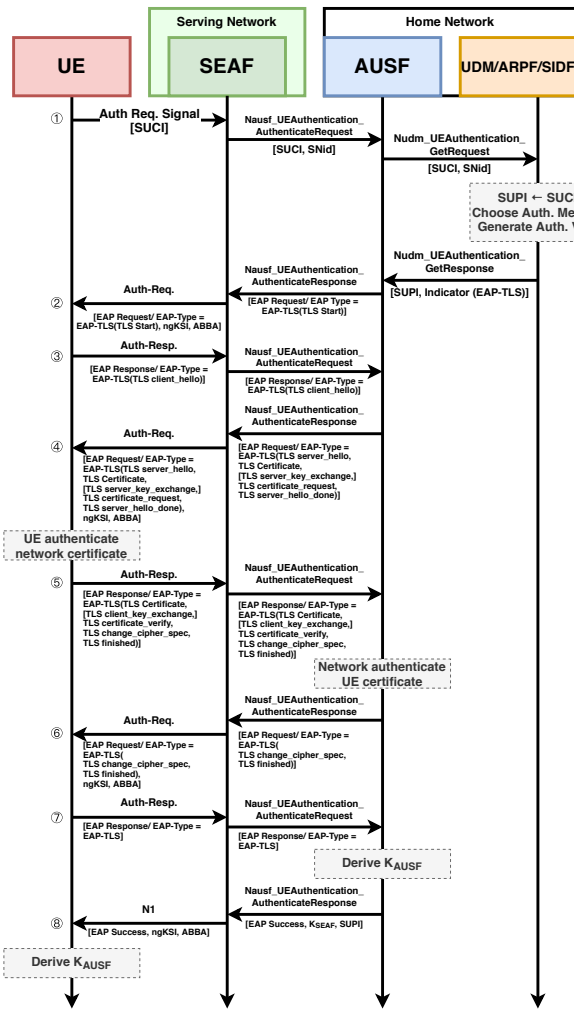 Serving Network
Home Network
UE
SEAF
AUSF
UDM/ARPF/SIDF
①
Auth Req. Signal
[SUCI]
Nausf_UEAuthentication_
AuthenticateRequest
[SUCI, SNid]
Nudm_UEAuthentication_
GetRequest
[SUCI, SNid]
SUPI ← SUC
Choose Auth. Me
Generate Auth. V
Nudm_UEAuthentication_
GetResponse
[SUPI, Indicator (EAP-TLS)]
Nausf_UEAuthentication_
AuthenticateResponse
[EAP Request/ EAP Type =
EAP-TLS(TLS Start)]
②
Auth-Req.
[EAP Request/ EAP-Type =
EAP-TLS(TLS Start), ngKSI, ABBA]
③
Auth-Resp.
[EAP Response/ EAP-Type =
EAP-TLS(TLS client_hello)]
Nausf_UEAuthentication_
AuthenticateRequest
[EAP Response/ EAP-Type =
EAP-TLS(TLS client_hello)]
Nausf_UEAuthentication_
AuthenticateResponse
[EAP Request/ EAP-Type =
EAP-TLS(TLS server_hello,
TLS Certificate,
[TLS server_key_exchange,]
TLS certificate_request,
TLS server_hello_done)]
④
Auth-Req.
[EAP Request/ EAP-Type =
EAP-TLS(TLS server_hello,
TLS Certificate,
[TLS server_key_exchange,]
TLS certificate_request,
TLS server_hello_done),
ngKSI, ABBA]
UE authenticate
network certificate
⑤
Auth-Resp.
[EAP Response/ EAP-Type =
EAP-TLS(TLS Certificate,
[TLS client_key_exchange,]
TLS certificate_verify,
TLS change_cipher_spec,
TLS finished)]
Nausf_UEAuthentication_
AuthenticateRequest
[EAP Response/ EAP-Type =
EAP-TLS(TLS Certificate,
[TLS client_key_exchange,]
TLS certificate_verify,
TLS change_cipher_spec,
TLS finished)]
Network authenticate
UE certificate
Nausf_UEAuthentication_
AuthenticateResponse
[EAP Request/ EAP-Type =
EAP-TLS(
TLS change_cipher_spec,
TLS finished)]
⑥
Auth-Req.
[EAP Request/ EAP-Type =
EAP-TLS(
TLS change_cipher_spec,
TLS finished),
ngKSI, ABBA]
⑦
Auth-Resp.
[EAP Response/ EAP-Type =
EAP-TLS]
Nausf_UEAuthentication_
AuthenticateRequest
[EAP Response/ EAP-Type =
EAP-TLS]
Derive KAUSF
Nausf_UEAuthentication_
AuthenticateResponse
[EAP Success, KSEAF, SUPI]
⑧
N1
[EAP Success, ngKSI, ABBA]
Derive KAUSF